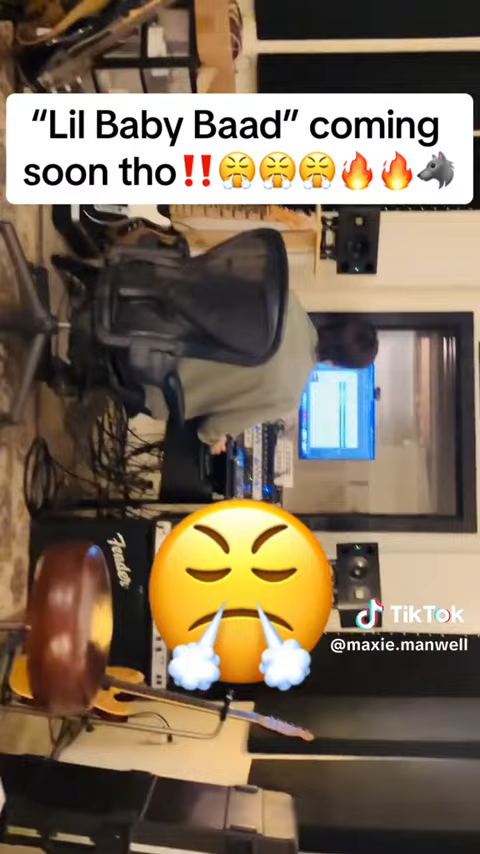 “Lil Baby Baad” coming
soon tho‼️😤😤😤🔥🔥🐺
Fender
TikTok
@maxie.manwell